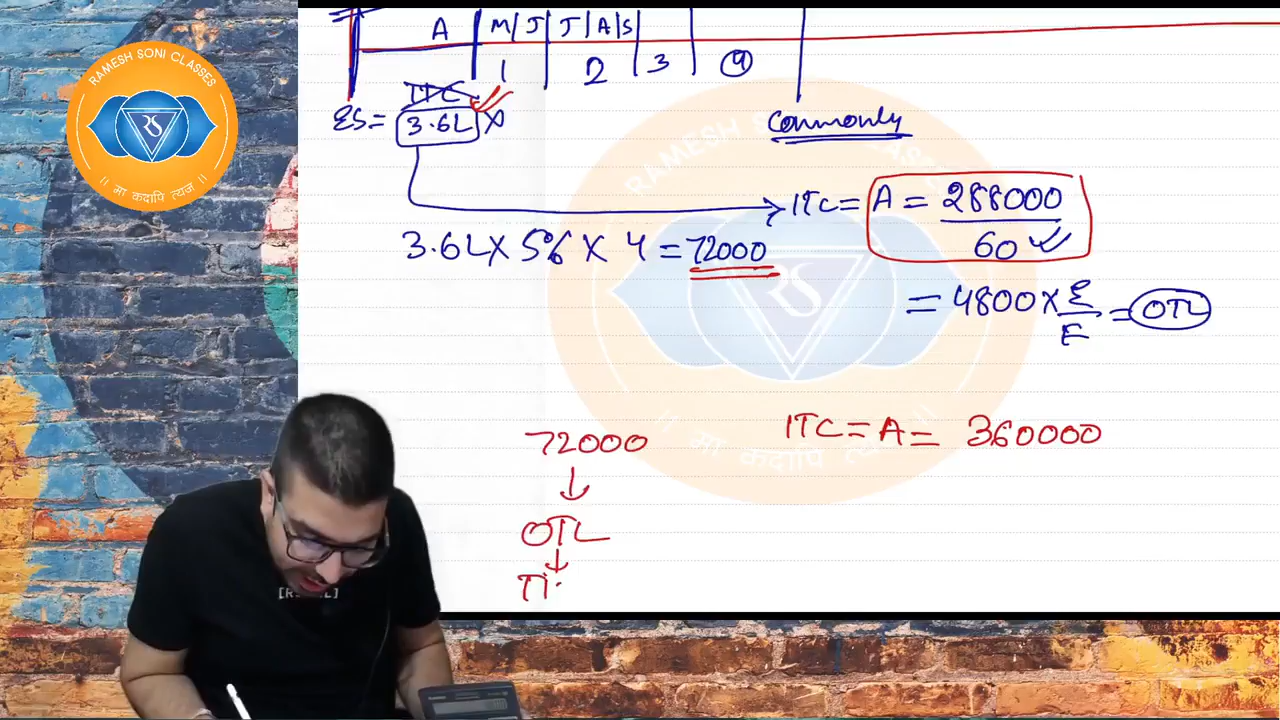 RAMESH SONI CLASSES
RS
|| मा कदापि त्यज ||
A M J J A S
1 2 3 9
ITC
ES = 3.6L X
Commonly
ITC = A = 288000
60
3.6L X 5% X 4 = 72000
= 4800 X E
F
= OTL
72000
ITC = A = 360000
OTL